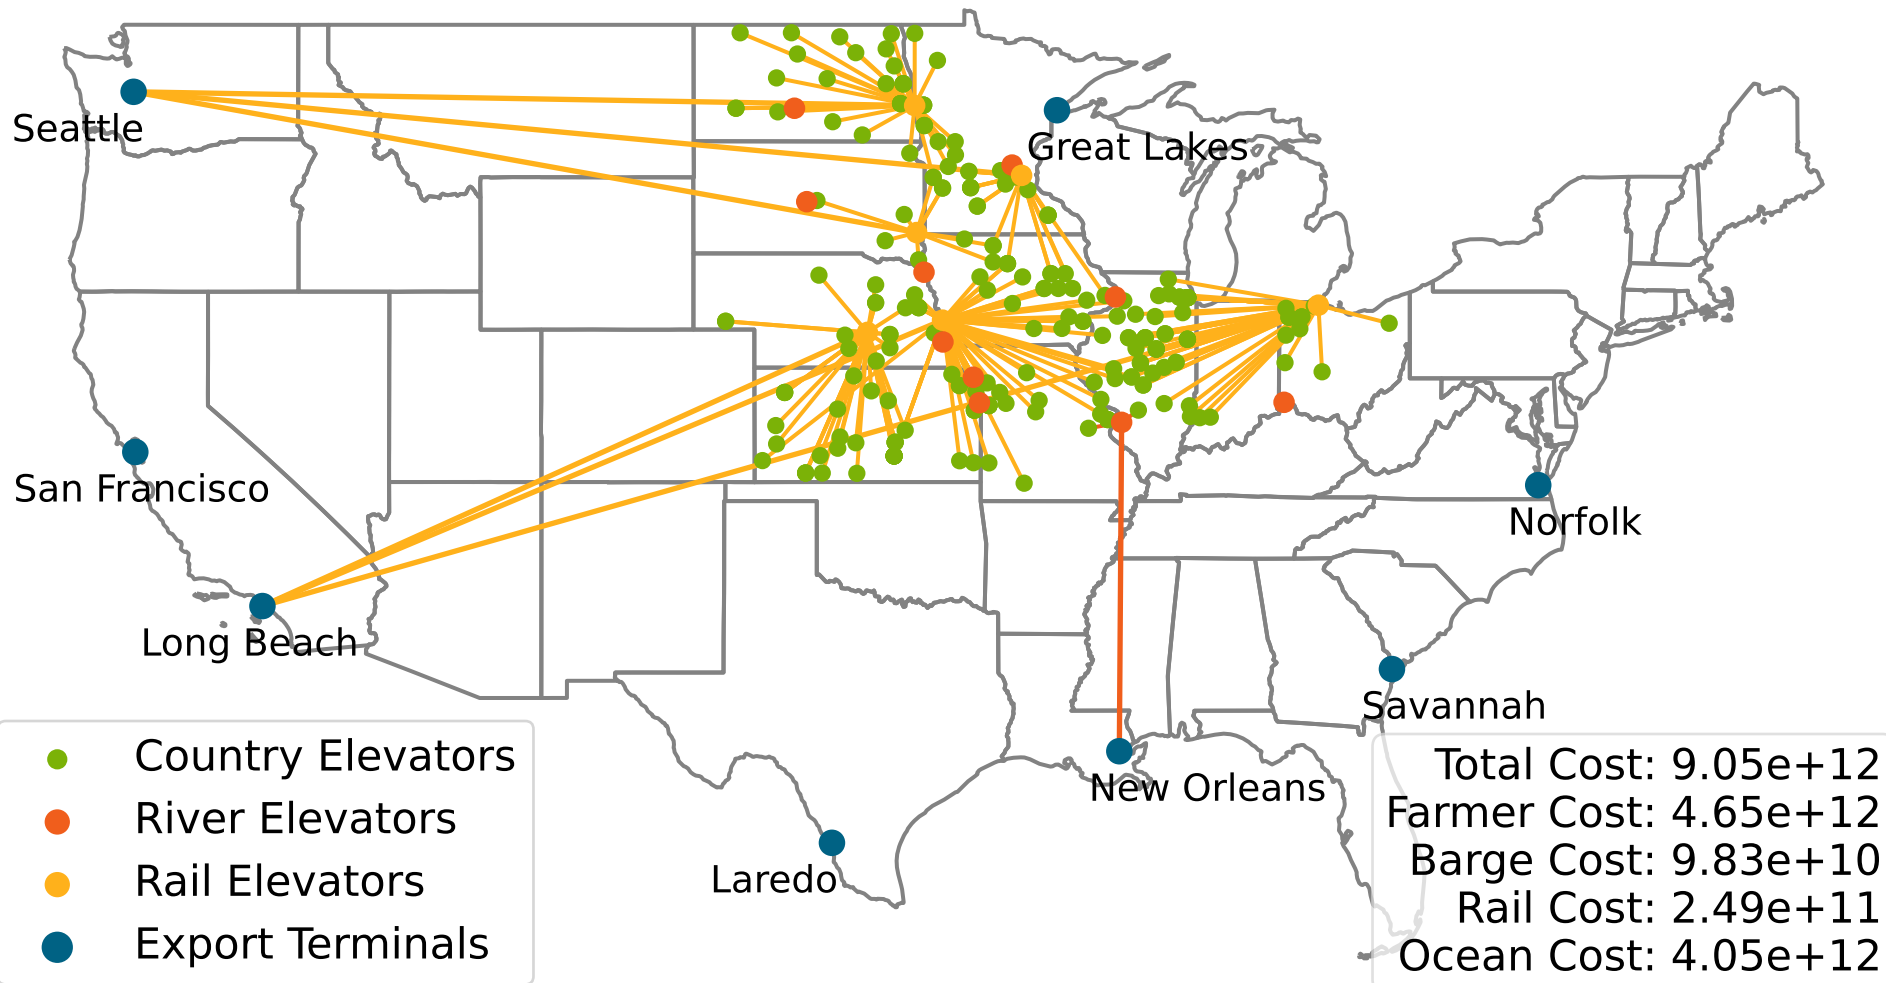 Seattle
Great Lakes
San Francisco
Norfolk
Long Beach
Savannah
New Orleans
Laredo
Country Elevators
River Elevators
Rail Elevators
Export Terminals
Total Cost: 9.05e+12
Farmer Cost: 4.65e+12
Barge Cost: 9.83e+10
Rail Cost: 2.49e+11
Ocean Cost: 4.05e+12